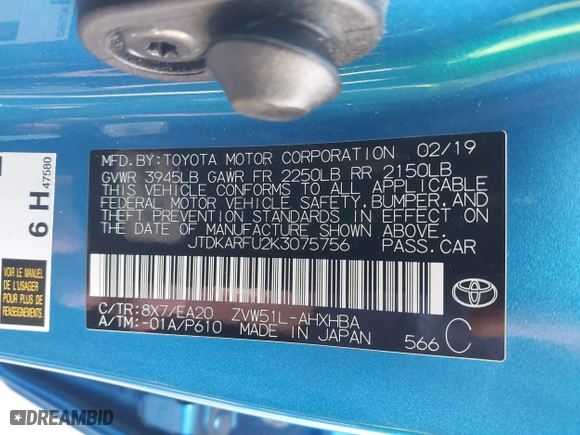 MFD.BY:TOYOTA MOTOR CORPORATION 02/19
GVWR 3945LB GAWR FR 2250LB RR 2150LB
THIS VEHICLE CONFORMS TO ALL APPLICABLE
FEDERAL MOTOR VEHICLE SAFETY, BUMPER, AND
THEFT PREVENTION STANDARDS IN EFFECT ON
THE DATE OF MANUFACTURE SHOWN ABOVE.
JTDKARFU2K3075756 PASS.CAR
C/TR:8X7/EA20 ZVW51L-AHXHBA
A/TM:-01A/P610 MADE IN JAPAN
566 C
TOYOTA
6 H 47580
VOIR LE MANUEL
DE L'USAGER
POUR PLUS DE
RENSEIGNEMENTS
DREAMBID